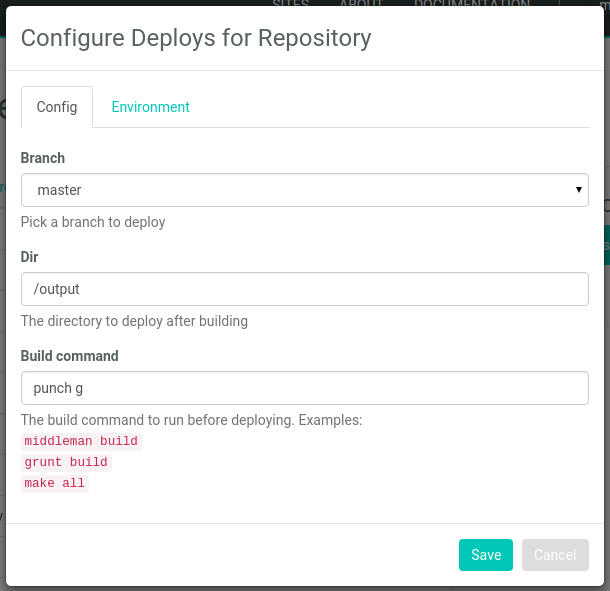 SITES ABOUT DOCUMENTATION
Configure Deploys for Repository
Config Environment
Branch
master
Pick a branch to deploy
Dir
/output
The directory to deploy after building
Build command
punch g
The build command to run before deploying. Examples:
middleman build
grunt build
make all
Save Cancel